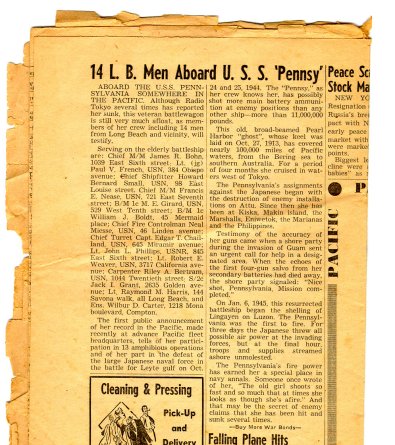 14 L. B. Men Aboard U. S. S. 'Pennsy'
ABOARD THE U.S.S. PENN-
SYLVANIA SOMEWHERE IN
THE PACIFIC. Although Radio
Tokyo several times has reported
her sunk, this veteran battlewagon
is still very much afloat, as mem-
bers of her crew including 14 men
from Long Beach and vicinity, will
testify.
Serving on the elderly battleship
are: Chief M/M James R. Bohn,
1039 East Sixth street. Lt. (jg)
Paul V. French, USN, 384 Obispo
avenue; Chief Shipfitter Howard
Bernard Small, USN, 98 East
Louise street. Chief M/M Francis
E. Nease, USN, 721 East Seventh
street; B/M 1c M. E. Girard, USN,
529 West Tenth street; B/M 1c
William J. Boldt, 43 Mermaid
place; Chief Fire Controlman Neal
Misser, USN, 46 Linden avenue;
Chief Turret Capt Edgar T. Chail-
land, USN, 645 Miramir avenue;
Lt. John L. Phillips, USNR, 845
East Sixth street; Lt. Robert E.
Weaver, USN, 3717 California ave-
nue; Carpenter Riley A. Bertram,
USN, 1044 Twentieth street; S/2c
Jack L. Grant, 2635 Golden ave-
nue; Lt. Raymond M. Harris, 144
Savona walk, all Long Beach, and
Ens. Wilbur D. Carter, 1218 Mona
boulevard, Compton.
The first public announcement
of her record in the Pacific, made
recently at advance Pacific fleet
headquarters, tells of her partici-
pation in 13 amphibious operations
and of her part in the defeat of
the large Japanese naval force in
the battle for Leyte gulf on Oct.
24 and 25, 1944. The "Pennsy," as
her crew knows her, has possibly
shot more main battery ammuni-
tion at enemy positions than any
other ship—more than 11,000,000
pounds.
This old, broad-beamed Pearl
Harbor "ghost", whose keel was
laid on Oct. 27, 1913, has covered
nearly 100,000 miles of Pacific
waters, from the Bering sea to
southern Australia. For a period
of four months she cruised in wat-
ers west of Tokyo.
The Pennsylvania's assignments
against the Japanese began with
the destruction of enemy installa-
tions on Attu. Since then she has
been at Kiska, Makin island, the
Marshalls, Eniwetok, the Marianas
and the Philippines.
Testimony of the accuracy of
her guns came when a shore party
during the invasion of Guam sent
an urgent call for help in a desig-
nated area. When the echoes of
the first four-gun salvo from her
secondary batteries had died away,
the shore party signaled: "Nice
shot, Pennsylvania, Mission com-
pleted."
On Jan. 6, 1945, this resurrected
battleship began the shelling of
Lingayen on Luzon. The Pennsyl-
vania was the first to fire. For
three days the Japanese threw all
possible air power at the invading
forces, but after the final hour,
troops and supplies streamed
ashore unmolested.
The Pennsylvania's fire power
has earned her a special place in
navy annals. Someone once wrote
of her, "The old girl shoots so
fast and so much that at times she
looks as though she's afire." And
that may be the secret of enemy
claims that she has been hit and
sunk several times.
—Buy More War Bonds—
Falling Plane Hits
Cleaning & Pressing
Pick-Up
and
Delivery
Peace
Stock
NEW
Resignation
Russia's
part with
early peace
market with
were
points.
Biggest
cline were
babies" as
P
PACIFIC